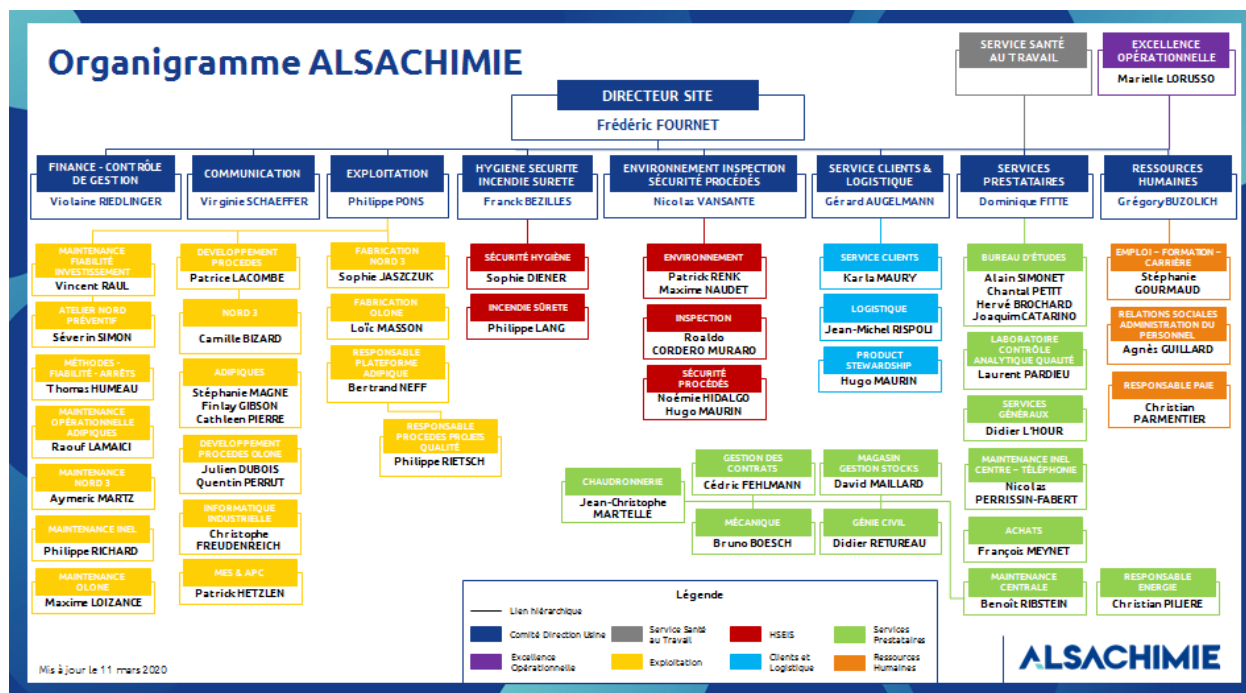 Organigramme ALSACHIMIE
SERVICE SANTÉ
AU TRAVAIL
EXCELLENCE
OPÉRATIONNELLE
Marielle LORUSSO
DIRECTEUR SITE
Frédéric FOURNET
FINANCE - CONTRÔLE
DE GESTION
Violaine RIEDLINGER
COMMUNICATION
Virginie SCHAEFFER
EXPLOITATION
Philippe PONS
HYGIENE SECURITE
INCENDIE SURETE
Franck BEZILLES
ENVIRONNEMENT INSPECTION
SÉCURITÉ PROCÉDÉS
Nicolas VANSANTE
SERVICE CLIENTS &
LOGISTIQUE
Gérard AUGELMANN
SERVICES
PRESTATAIRES
Dominique FITTE
RESSOURCES
HUMAINES
Grégory BUZOLICH
MAINTENANCE
FIABILITÉ
INVESTISSEMENT
Vincent RAUL
ATELIER NORD
PRÉVENTIF
Séverin SIMON
MÉTHODES -
FIABILITÉ - ARRÊTS
Thomas HUMEAU
MAINTENANCE
OPÉRATIONNELLE
ADIPIQUES
Raouf LAMAICI
MAINTENANCE
NORD 3
Aymeric MARTZ
MAINTENANCE INEL
Philippe RICHARD
MAINTENANCE
OLONE
Maxime LOIZANCE
DEVELOPPEMENT
PROCEDES
Patrice LACOMBE
NORD 3
Camille BIZARD
ADIPIQUES
Stéphanie MAGNE
Finlay GIBSON
Cathleen PIERRE
DEVELOPPEMENT
PROCEDES OLONE
Julien DUBOIS
Quentin PERRUT
INFORMATIQUE
INDUSTRIELLE
Christophe
FREUDENREICH
MES & APC
Patrick HETZLEN
FABRICATION
NORD 3
Sophie JASZCZUK
FABRICATION
OLONE
Loïc MASSON
RESPONSABLE
PLATEFORME
ADIPIQUE
Bertrand NEFF
RESPONSABLE
PROCEDES PROJETS
QUALITÉ
Philippe RIETSCH
SÉCURITÉ HYGIÈNE
Sophie DIENER
INCENDIE SÛRETE
Philippe LANG
ENVIRONNEMENT
Patrick RENK
Maxime NAUDET
INSPECTION
Roaldo
CORDERO MURARO
SÉCURITÉ
PROCÉDÉS
Noémie HIDALGO
Hugo MAURIN
SERVICE CLIENTS
Karla MAURY
LOGISTIQUE
Jean-Michel RISPOLI
PRODUCT
STEWARDSHIP
Hugo MAURIN
BUREAU D'ÉTUDES
Alain SIMONET
Chantal PETIT
Hervé BROCHARD
Joaquim CATARINO
LABORATOIRE
CONTRÔLE
ANALYTIQUE QUALITÉ
Laurent PARDIEU
SERVICES
GÉNÉRAUX
Didier L'HOUR
MAINTENANCE INEL
CENTRE – TÉLÉPHONIE
Nicolas
PERRISSIN-FABERT
ACHATS
François MEYNET
MAINTENANCE
CENTRALE
Benoît RIBSTEIN
EMPLOI – FORMATION –
CARRIÈRE
Stéphanie
GOURMAUD
RELATIONS SOCIALES
ADMINISTRATION DU
PERSONNEL
Agnès GUILLARD
RESPONSABLE PAIE
Christian
PARMENTIER
RESPONSABLE
ENERGIE
Christian PILIERE
CHAUDRONNERIE
Jean-Christophe
MARTELLE
GESTION DES
CONTRATS
Cédric FEHLMANN
MAGASIN
GESTION STOCKS
David MAILLARD
MÉCANIQUE
Bruno BOESCH
GÉNIE CIVIL
Didier RETUREAU
Légende
Lien hiérarchique
Comité Direction Usine
Service Santé
au Travail
HSEIS
Services
Prestataires
Excellence
Opérationnelle
Exploitation
Clients et
Logistique
Ressources
Humaines
Mis à jour le 11 mars 2020
ALSACHIMIE